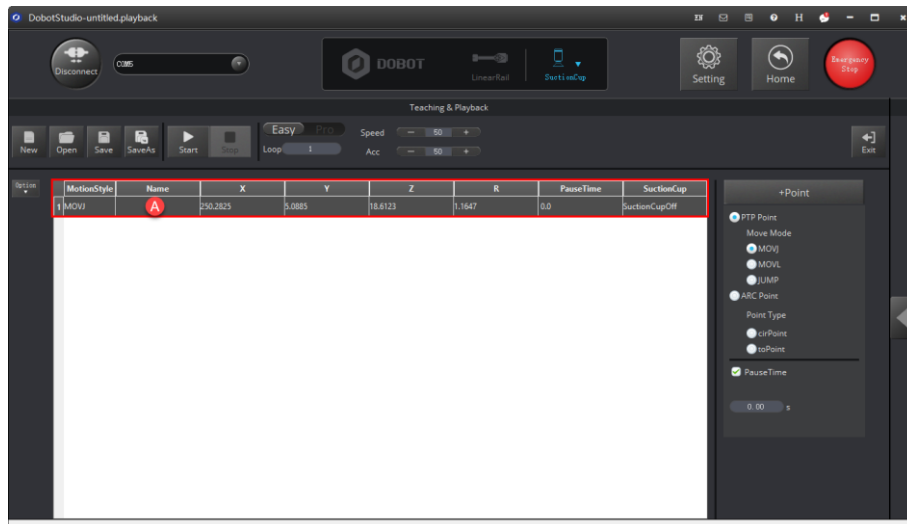 DobotStudio-untitled.playback
Disconnect
COM5
DOBOT
LinearRail
SuctionCup
Setting
Home
Emergency
Stop
Teaching & Playback
New
Open
Save
SaveAs
Start
Stop
Easy Pro
Loop 1
Speed - 50 +
Acc - 50 +
Exit
Option
MotionStyle Name X Y Z R PauseTime SuctionCup
1 MOVJ A 250.2825 5.0885 18.6123 1.1647 0.0 SuctionCupOff
+Point
PTP Point
Move Mode
MOVJ
MOVL
JUMP
ARC Point
Point Type
cirPoint
toPoint
PauseTime
0.00 s